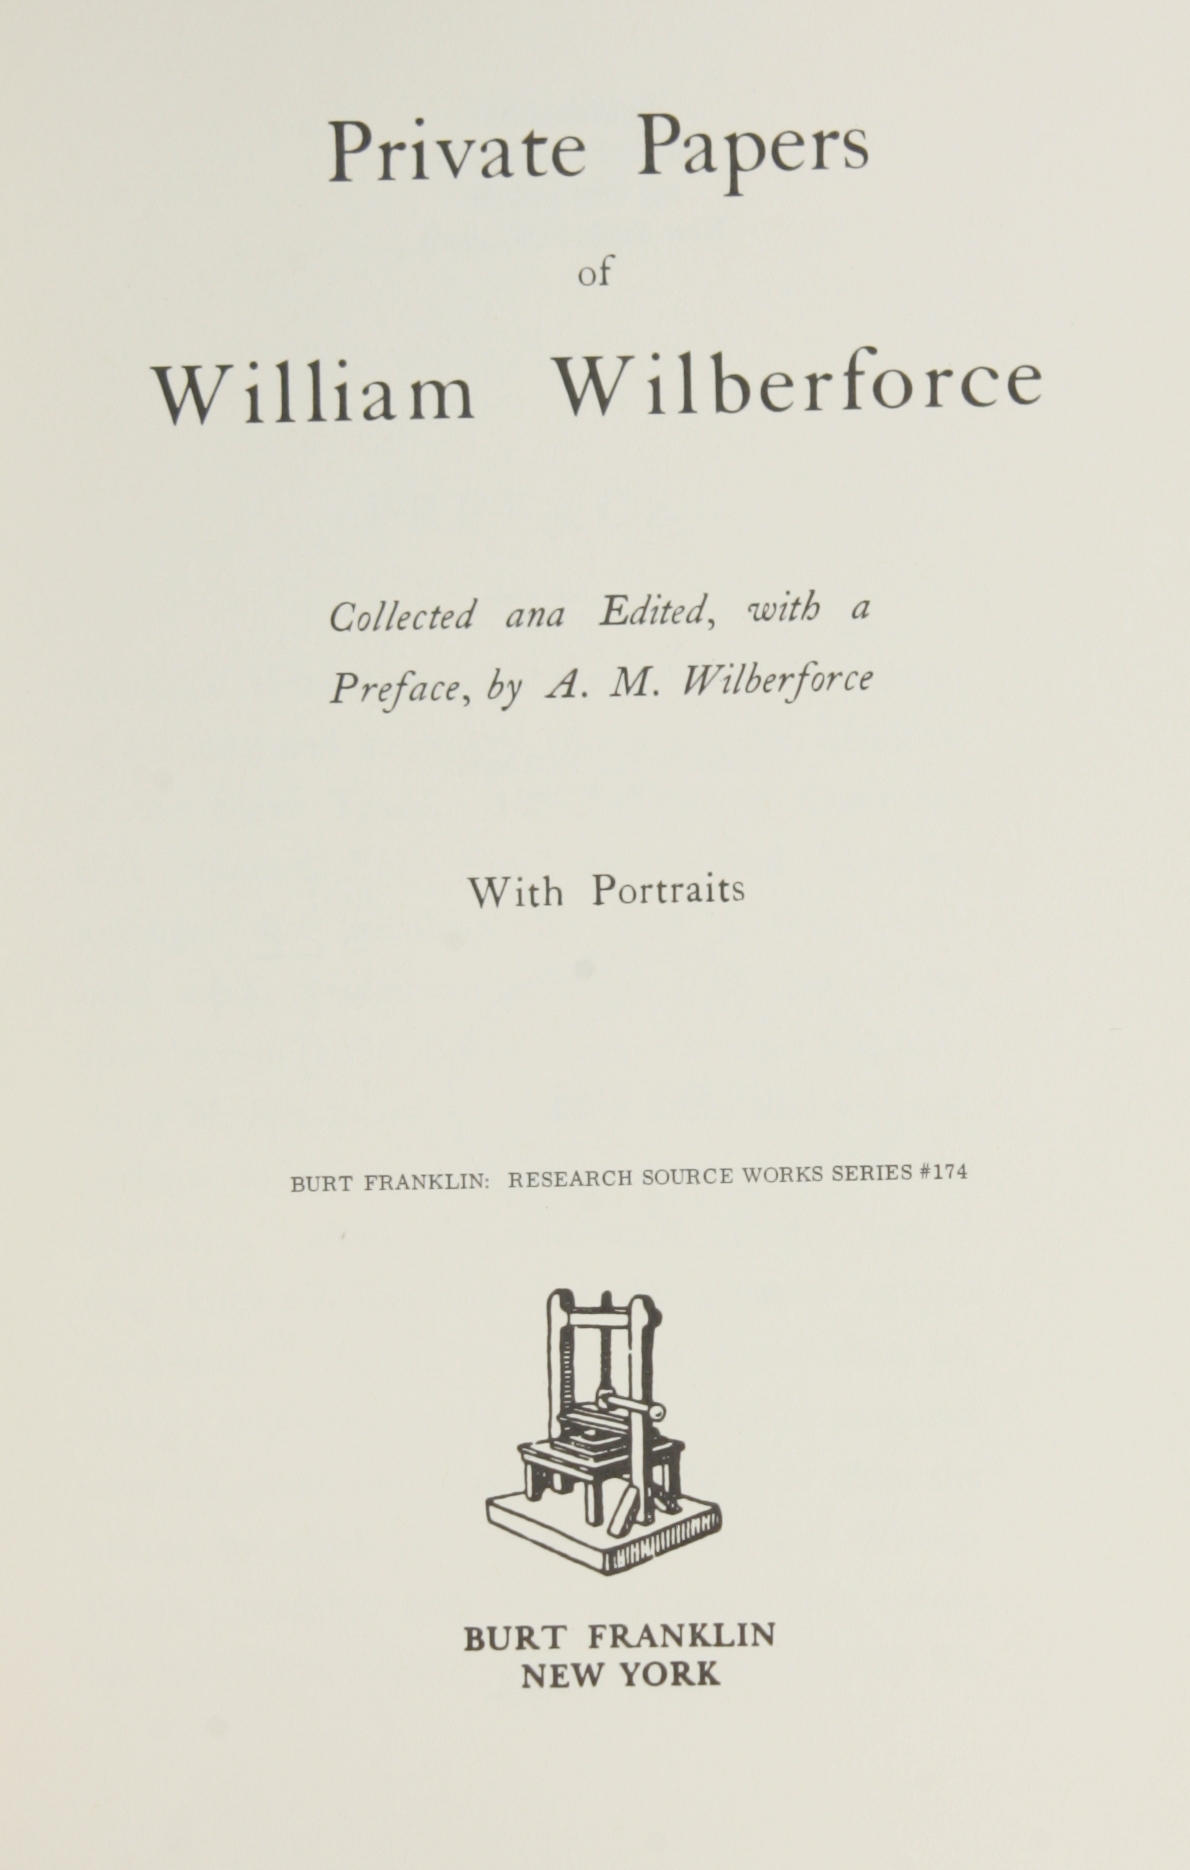 Private Papers
of
William Wilberforce
Collected ana Edited, with a
Preface, by A. M. Wilberforce
With Portraits
BURT FRANKLIN: RESEARCH SOURCE WORKS SERIES #174
BURT FRANKLIN
NEW YORK